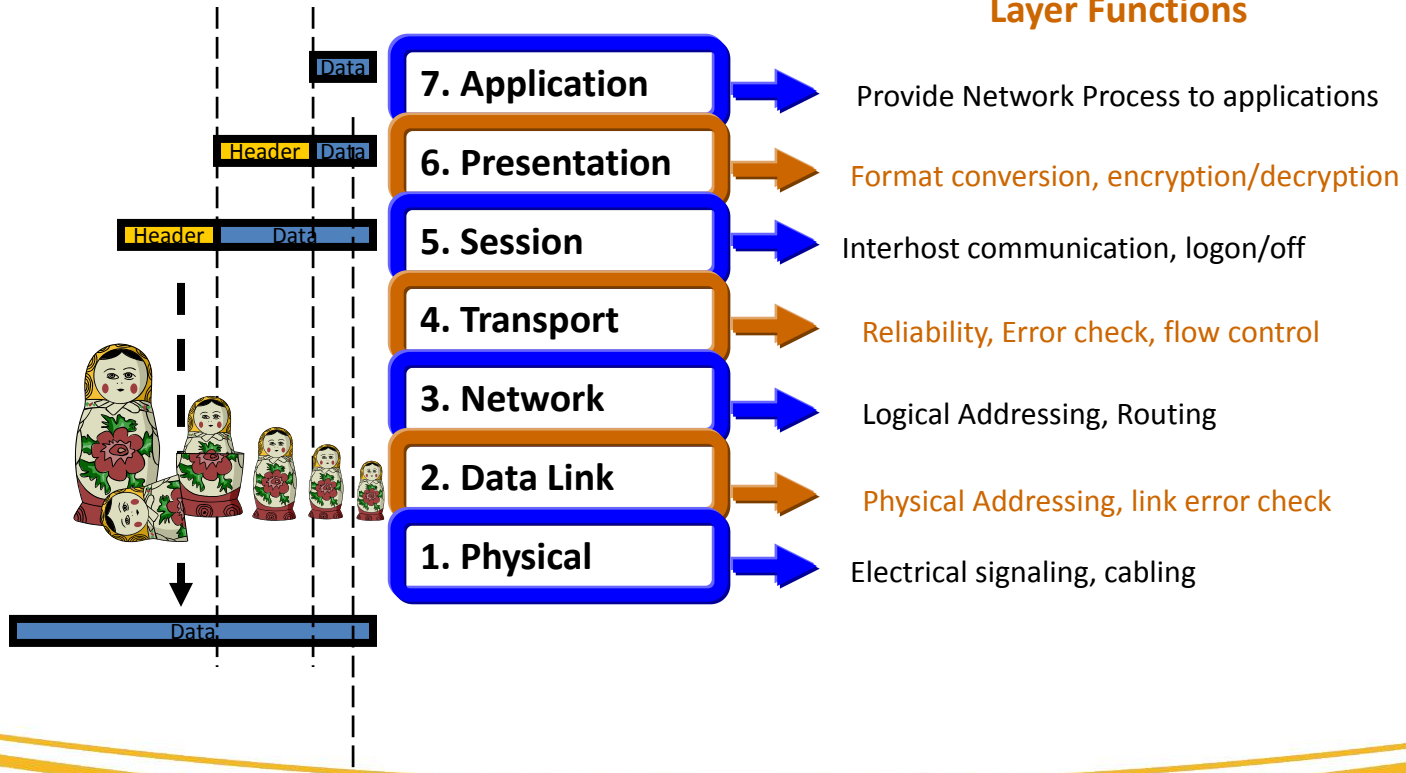 Layer Functions
Data
7. Application
Provide Network Process to applications
Header Data
6. Presentation
Format conversion, encryption/decryption
Header Data
5. Session
Interhost communication, logon/off
4. Transport
Reliability, Error check, flow control
3. Network
Logical Addressing, Routing
2. Data Link
Physical Addressing, link error check
1. Physical
Electrical signaling, cabling
Data